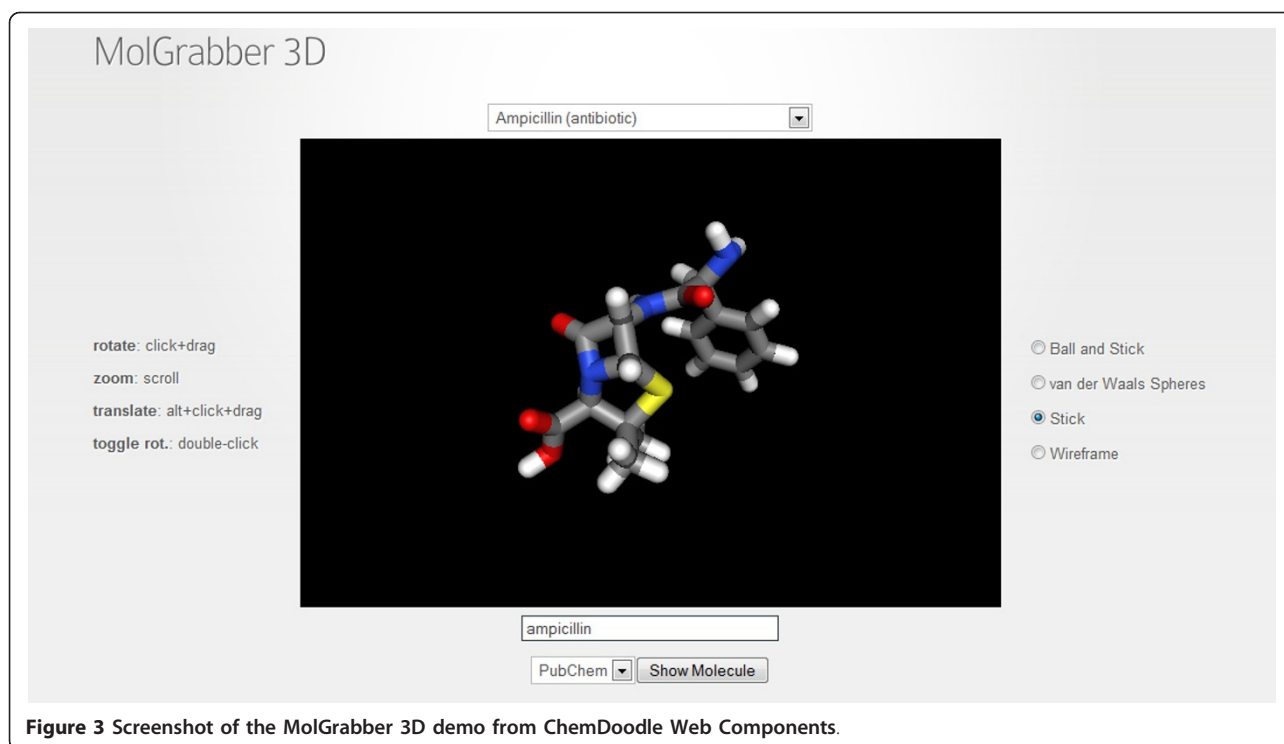 MolGrabber 3D
Ampicillin (antibiotic)
rotate: click+drag
zoom: scroll
translate: alt+click+drag
toggle rot.: double-click
Ball and Stick
van der Waals Spheres
Stick
Wireframe
ampicillin
PubChem Show Molecule
Figure 3 Screenshot of the MolGrabber 3D demo from ChemDoodle Web Components.